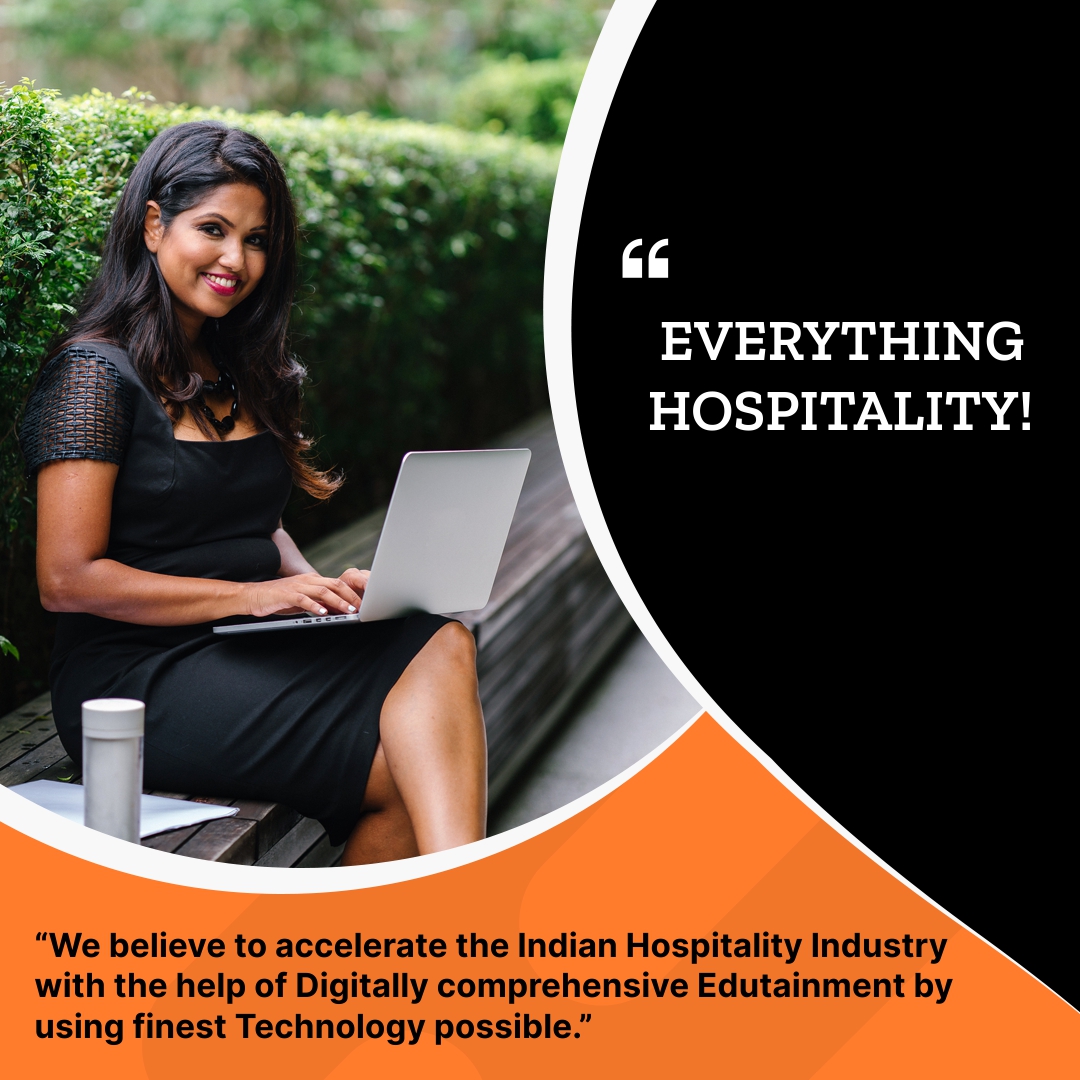 “
EVERYTHING
HOSPITALITY!
“We believe to accelerate the Indian Hospitality Industry
with the help of Digitally comprehensive Edutainment by
using finest Technology possible.”